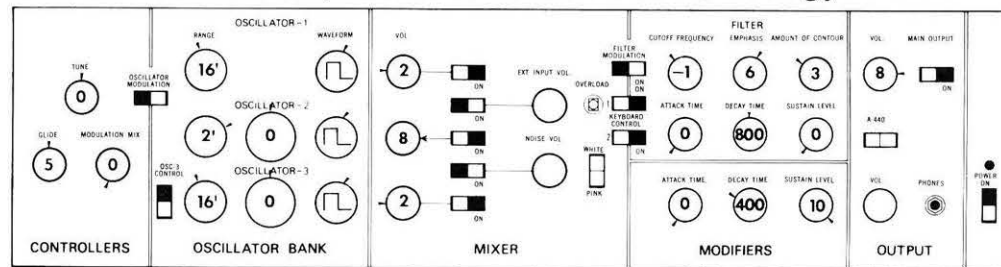 OSCILLATOR-1
FILTER
RANGE
WAVEFORM
VOL
CUTOFF FREQUENCY
EMPHASIS
AMOUNT OF CONTOUR
VOL.
MAIN OUTPUT
TUNE
16'
2
ON
EXT INPUT VOL.
FILTER MODULATION
ON
-1
6
3
8
ON
0
OSCILLATOR MODULATION
ON
OVERLOAD
ON
1
OSCILLATOR-2
ON
KEYBOARD CONTROL
ATTACK TIME
DECAY TIME
SUSTAIN LEVEL
A 440
GLIDE
MODULATION MIX
2'
0
8
ON
NOISE VOL
2
ON
0
800
0
5
0
OSC-3 CONTROL
OSCILLATOR-3
ON
WHITE
PINK
ATTACK TIME
DECAY TIME
SUSTAIN LEVEL
VOL
PHONES
POWER
ON
16'
0
2
ON
0
400
10
CONTROLLERS
OSCILLATOR BANK
MIXER
MODIFIERS
OUTPUT